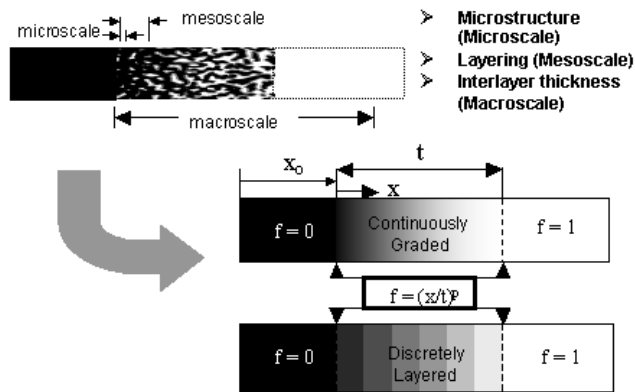 mesoscale
microscale
macroscale
➢ Microstructure
(Microscale)
➢ Layering (Mesoscale)
➢ Interlayer thickness
(Macroscale)
x₀
t
x
f = 0
Continuously
Graded
f = 1
f = (x/t)ᵖ
f = 0
Discretely
Layered
f = 1